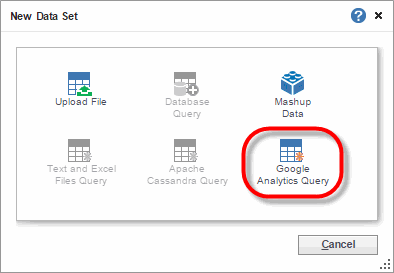 New Data Set
?
Upload File
Database
Query
Mashup
Data
Text and Excel
Files Query
Apache
Cassandra Query
Google
Analytics Query
Cancel